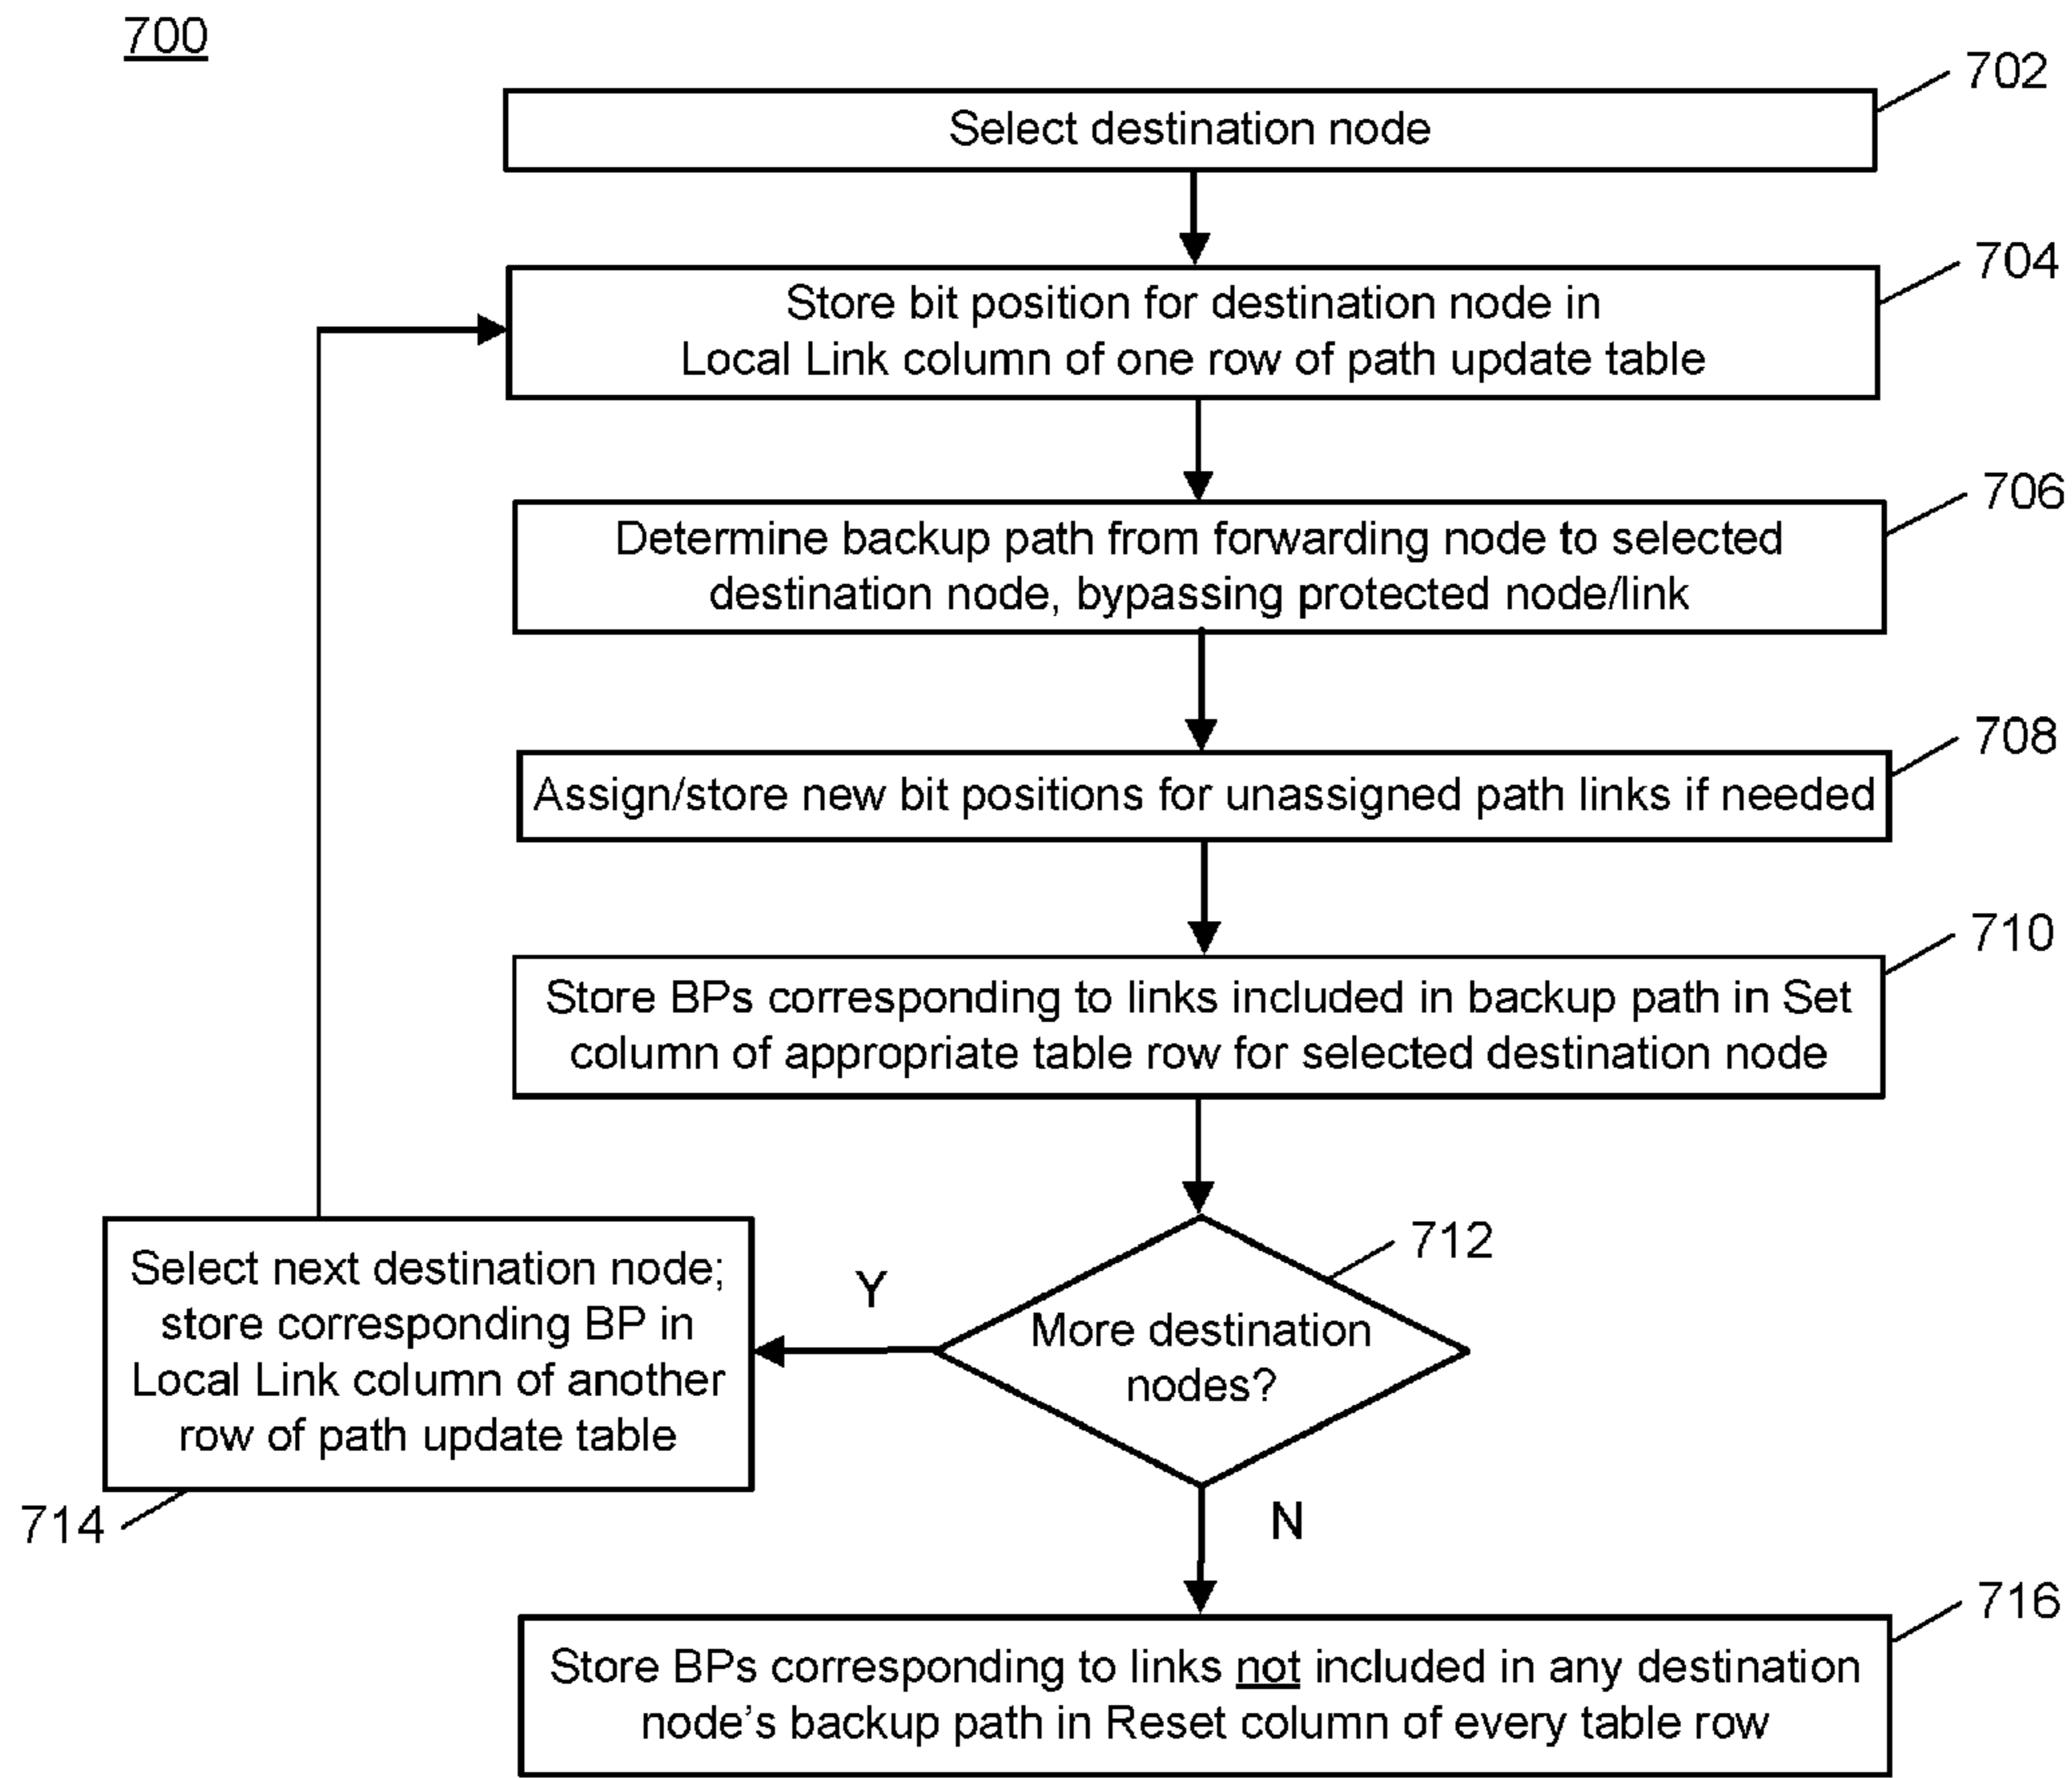 700
702
Select destination node
704
Store bit position for destination node in
Local Link column of one row of path update table
706
Determine backup path from forwarding node to selected
destination node, bypassing protected node/link
708
Assign/store new bit positions for unassigned path links if needed
710
Store BPs corresponding to links included in backup path in Set
column of appropriate table row for selected destination node
712
More destination
nodes?
Y
Select next destination node;
store corresponding BP in
Local Link column of another
row of path update table
714
N
716
Store BPs corresponding to links not included in any destination
node's backup path in Reset column of every table row